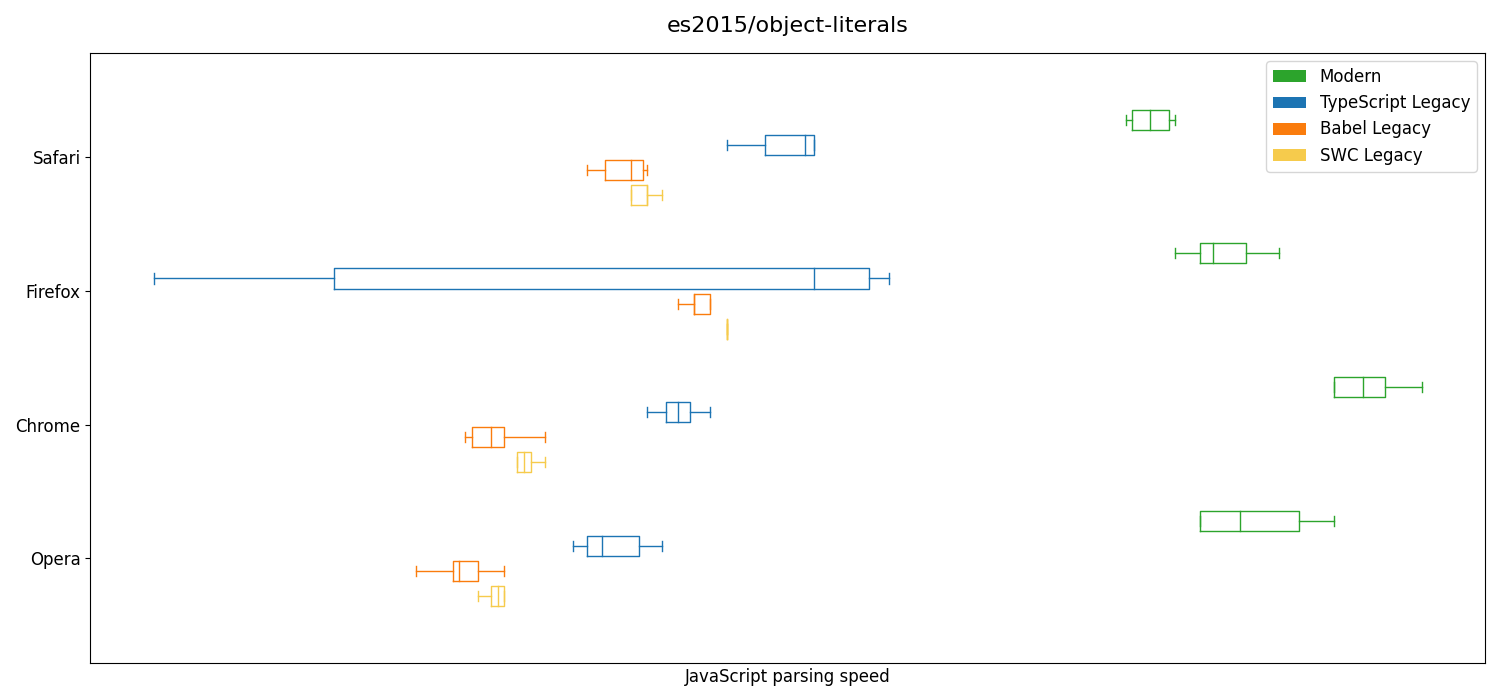 es2015/object-literals
Modern
TypeScript Legacy
Babel Legacy
SWC Legacy
Safari
Firefox
Chrome
Opera
JavaScript parsing speed